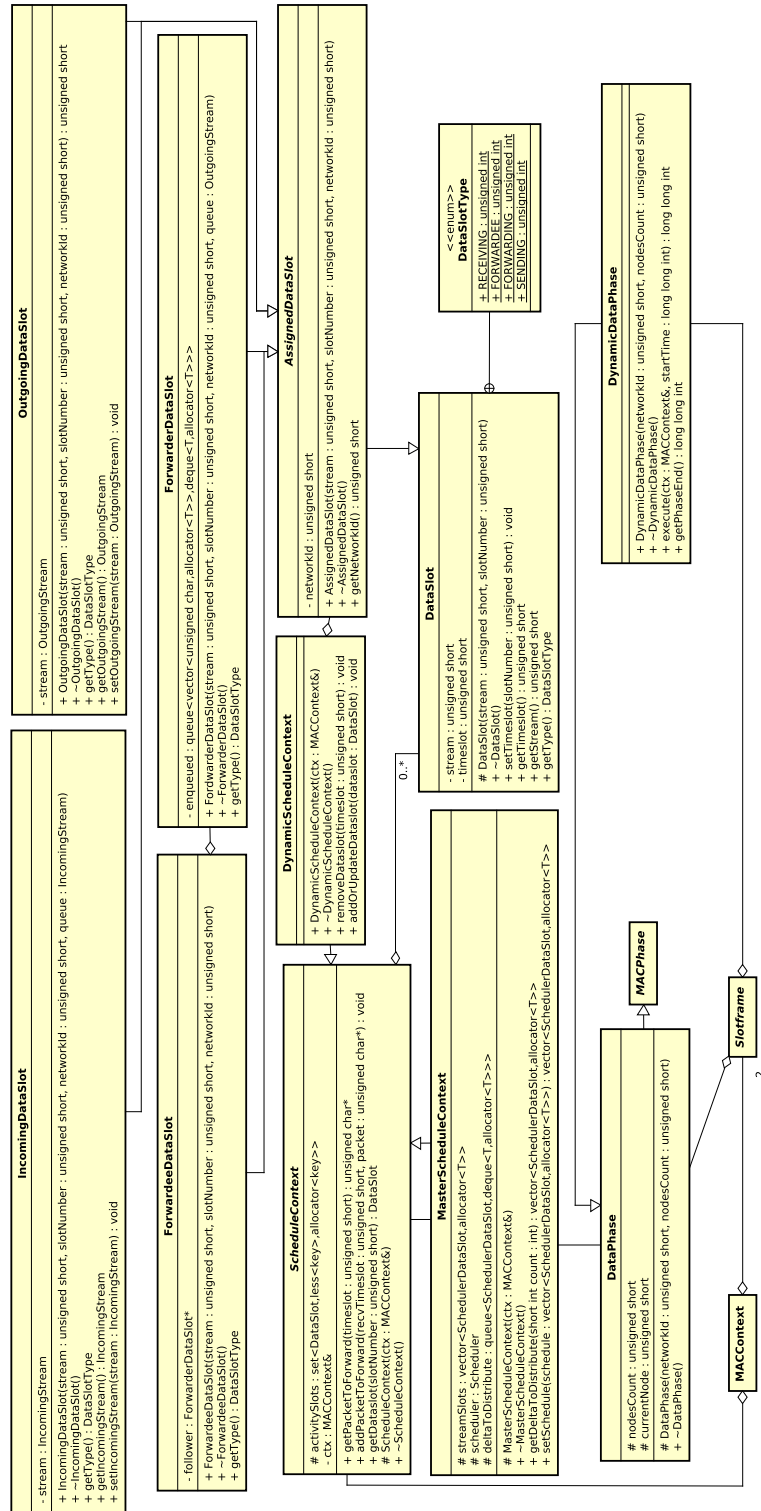 OutgoingDataSlot
- stream : OutgoingStream
+ OutgoingDataSlot(stream : unsigned short, slotNumber : unsigned short, networkId : unsigned short) : unsigned short
+ ~OutgoingDataSlot()
+ getType() : DataSlotType
+ getOutgoingStream() : OutgoingStream
+ setOutgoingStream(stream : OutgoingStream) : void
IncomingDataSlot
- stream : IncomingStream
+ IncomingDataSlot(stream : unsigned short, slotNumber : unsigned short, networkId : unsigned short, queue : IncomingStream)
+ ~IncomingDataSlot()
+ getType() : DataSlotType
+ getIncomingStream() : IncomingStream
+ setIncomingStream(stream : IncomingStream) : void
ForwarderDataSlot
- enqueued : queue<vector<unsigned char,allocator<T>>,deque<T,allocator<T>>>
+ FordwarderDataSlot(stream : unsigned short, slotNumber : unsigned short, networkId : unsigned short, queue : OutgoingStream)
+ ~ForwarderDataSlot()
+ getType() : DataSlotType
ForwardeeDataSlot
- follower : ForwarderDataSlot*
+ ForwardeeDataSlot(stream : unsigned short, slotNumber : unsigned short, networkId : unsigned short)
+ ~ForwardeeDataSlot()
+ getType() : DataSlotType
AssignedDataSlot
- networkId : unsigned short
+ AssignedDataSlot(stream : unsigned short, slotNumber : unsigned short, networkId : unsigned short)
+ ~AssignedDataSlot()
+ getNetworkId() : unsigned short
DynamicScheduleContext
+ DynamicScheduleContext(ctx : MACContext&)
+ ~DynamicScheduleContext()
+ removeDataslot(timeslot : unsigned short) : void
+ addOrUpdateDataslot(dataslot : DataSlot) : void
ScheduleContext
# activitySlots : set<DataSlot,less<key>,allocator<key>>
- ctx : MACContext&
+ getPacketToForward(timeslot : unsigned short) : unsigned char*
+ addPacketToForward(recvTimeslot : unsigned short, packet : unsigned char*) : void
+ getDataslot(slotNumber : unsigned short) : DataSlot
# ScheduleContext(ctx : MACContext&)
+ ~ScheduleContext()
<<enum>>
DataSlotType
+ RECEIVING : unsigned int
+ FORWARDEE : unsigned int
+ FORWARDING : unsigned int
+ SENDING : unsigned int
DataSlot
- stream : unsigned short
- timeslot : unsigned short
# DataSlot(stream : unsigned short, slotNumber : unsigned short)
+ ~DataSlot()
+ setTimeslot(slotNumber : unsigned short) : void
+ getTimeslot() : unsigned short
+ getStream() : unsigned short
+ getType() : DataSlotType
0..*
MasterScheduleContext
# streamSlots : vector<SchedulerDataSlot,allocator<T>>
# scheduler : Scheduler
# deltaToDistribute : queue<SchedulerDataSlot,deque<T,allocator<T>>>
# MasterScheduleContext(ctx : MACContext&)
+ ~MasterScheduleContext()
+ getDeltaToDistribute(short int count : int) : vector<SchedulerDataSlot,allocator<T>>
+ setSchedule(schedule : vector<SchedulerDataSlot,allocator<T>>) : vector<SchedulerDataSlot,allocator<T>>
DynamicDataPhase
+ DynamicDataPhase(networkId : unsigned short, nodesCount : unsigned short)
+ ~DynamicDataPhase()
+ execute(ctx : MACContext&, startTime : long long int) : long long int
+ getPhaseEnd() : long long int
MACPhase
DataPhase
# nodesCount : unsigned short
# currentNode : unsigned short
# DataPhase(networkId : unsigned short, nodesCount : unsigned short)
+ ~DataPhase()
Slotframe
MACContext